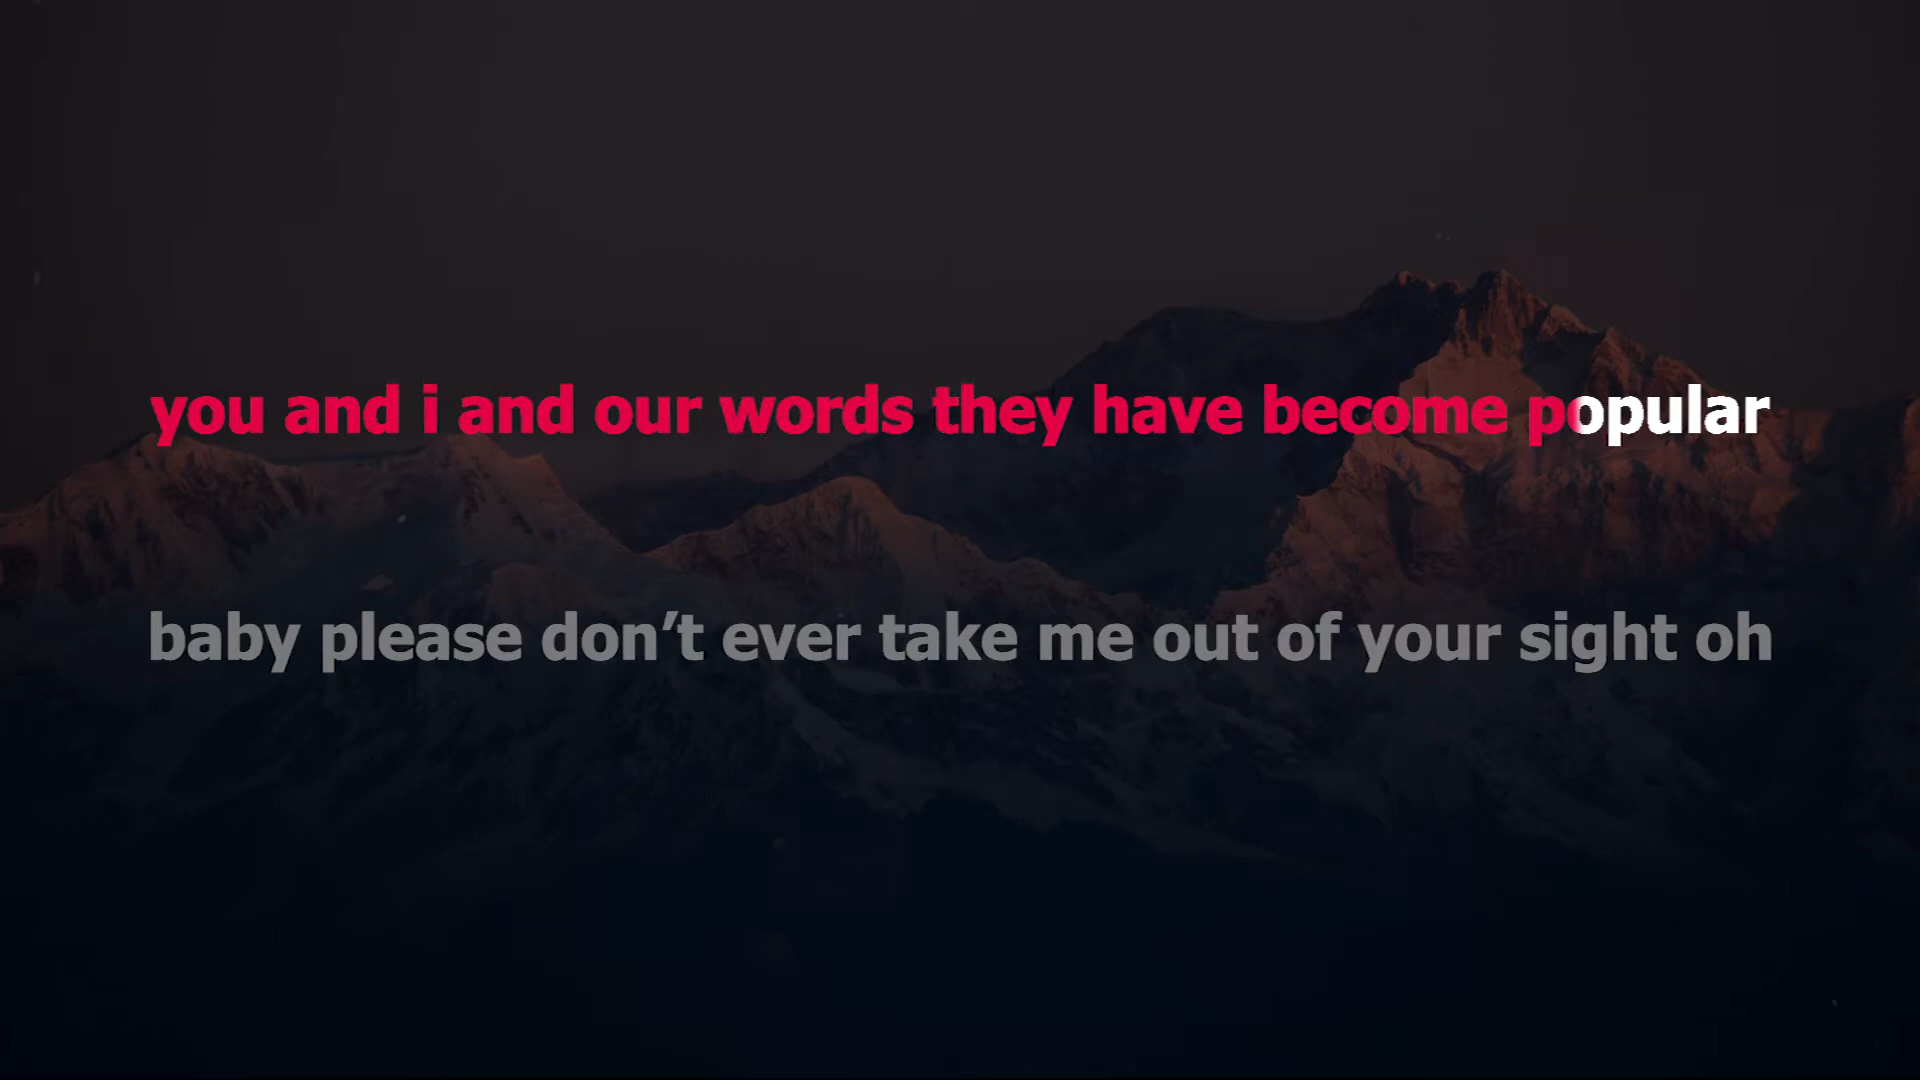 you and i and our words they have become popular
baby please don’t ever take me out of your sight oh